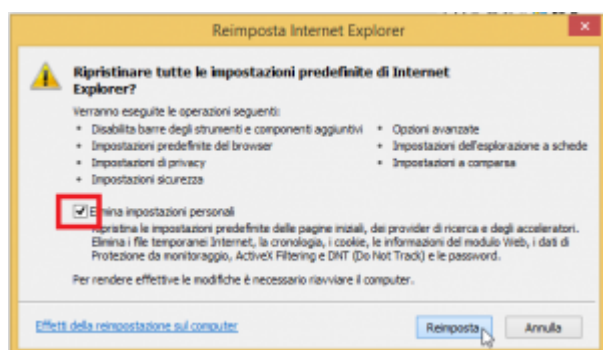 Reimposta Internet Explorer
Ripristinare tutte le impostazioni predefinite di Internet
Explorer?
Verranno eseguite le operazioni seguenti:
• Disabilita barre degli strumenti e componenti aggiuntivi
• Impostazioni predefinite del browser
• Impostazioni di privacy
• Impostazioni sicurezza
• Opzioni avanzate
• Impostazioni dell'esplorazione a schede
• Impostazioni a comparsa
Elimina impostazioni personali
Ripristina le impostazioni predefinite delle pagine iniziali, dei provider di ricerca e degli acceleratori.
Elimina i file temporanei Internet, la cronologia, i cookie, le informazioni del modulo Web, i dati di
Protezione da monitoraggio, ActiveX Filtering e DNT (Do Not Track) e le password.
Per rendere effettive le modifiche è necessario riavviare il computer.
Effetti della reimpostazione sul computer
Reimposta
Annulla